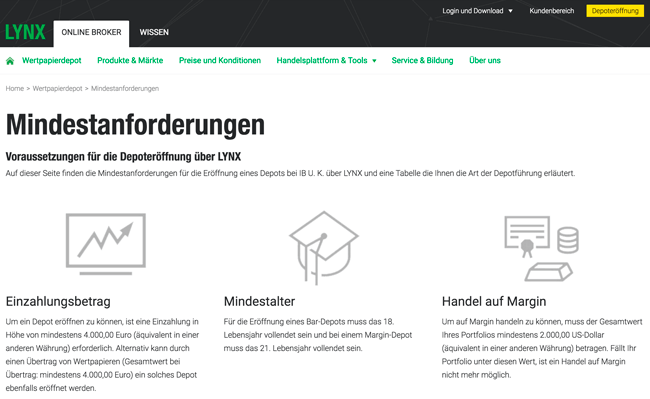 Login und Download ▼ Kundenbereich Depoteröffnung
LYNX ONLINE BROKER WISSEN
Wertpapierdepot Produkte & Märkte Preise und Konditionen Handelsplattform & Tools ▼ Service & Bildung Über uns
Home > Wertpapierdepot > Mindestanforderungen
Mindestanforderungen
Voraussetzungen für die Depoteröffnung über LYNX
Auf dieser Seite finden die Mindestanforderungen für die Eröffnung eines Depots bei IB U. K. über LYNX und eine Tabelle die Ihnen die Art der Depotführung erläutert.
Einzahlungsbetrag
Um ein Depot eröffnen zu können, ist eine Einzahlung in
Höhe von mindestens 4.000,00 Euro (äquivalent in einer
anderen Währung) erforderlich. Alternativ kann durch
einen Übertrag von Wertpapieren (Gesamtwert bei
Übertrag: mindestens 4.000,00 Euro) ein solches Depot
ebenfalls eröffnet werden.
Mindestalter
Für die Eröffnung eines Bar-Depots muss das 18.
Lebensjahr vollendet sein und bei einem Margin-Depot
muss das 21. Lebensjahr vollendet sein.
Handel auf Margin
Um auf Margin handeln zu können, muss der Gesamtwert
Ihres Portfolios mindestens 2.000,00 US-Dollar
(äquivalent in einer anderen Währung) betragen. Fällt Ihr
Portfolio unter diesen Wert, ist ein Handel auf Margin
nicht mehr möglich.